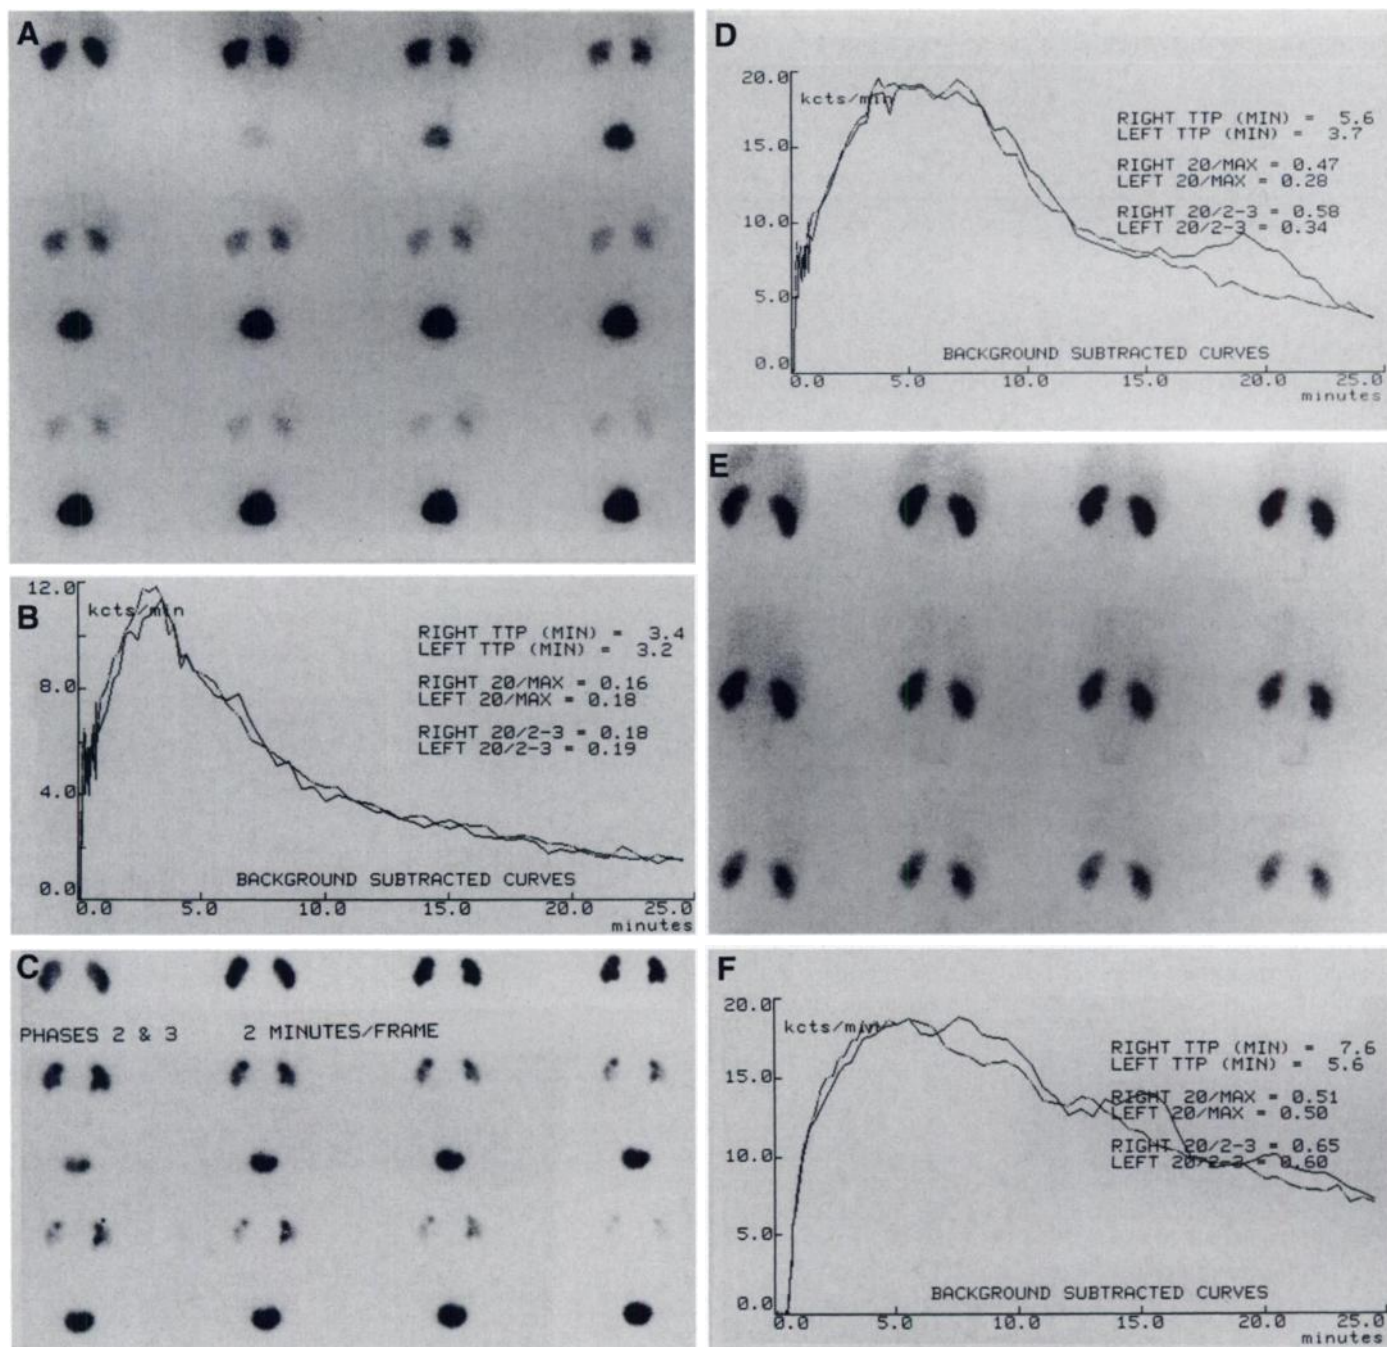 A
B
12.0
kcts/min
RIGHT TTP (MIN) = 3.4
LEFT TTP (MIN) = 3.2
RIGHT 20/MAX = 0.16
LEFT 20/MAX = 0.18
8.0
RIGHT 20/2-3 = 0.18
LEFT 20/2-3 = 0.19
4.0
BACKGROUND SUBTRACTED CURVES
0.0
0.0 5.0 10.0 15.0 20.0 25.0
minutes
C
PHASES 2 & 3 2 MINUTES/FRAME
D
20.0
kcts/min
RIGHT TTP (MIN) = 5.6
LEFT TTP (MIN) = 3.7
15.0
RIGHT 20/MAX = 0.47
LEFT 20/MAX = 0.28
10.0
RIGHT 20/2-3 = 0.58
LEFT 20/2-3 = 0.34
5.0
BACKGROUND SUBTRACTED CURVES
0.0
0.0 5.0 10.0 15.0 20.0 25.0
minutes
E
F
20.0
kcts/min
RIGHT TTP (MIN) = 7.6
LEFT TTP (MIN) = 5.6
15.0
RIGHT 20/MAX = 0.51
LEFT 20/MAX = 0.50
10.0
RIGHT 20/2-3 = 0.65
LEFT 20/2-3 = 0.60
5.0
BACKGROUND SUBTRACTED CURVES
0.0
0.0 5.0 10.0 15.0 20.0 25.0
minutes